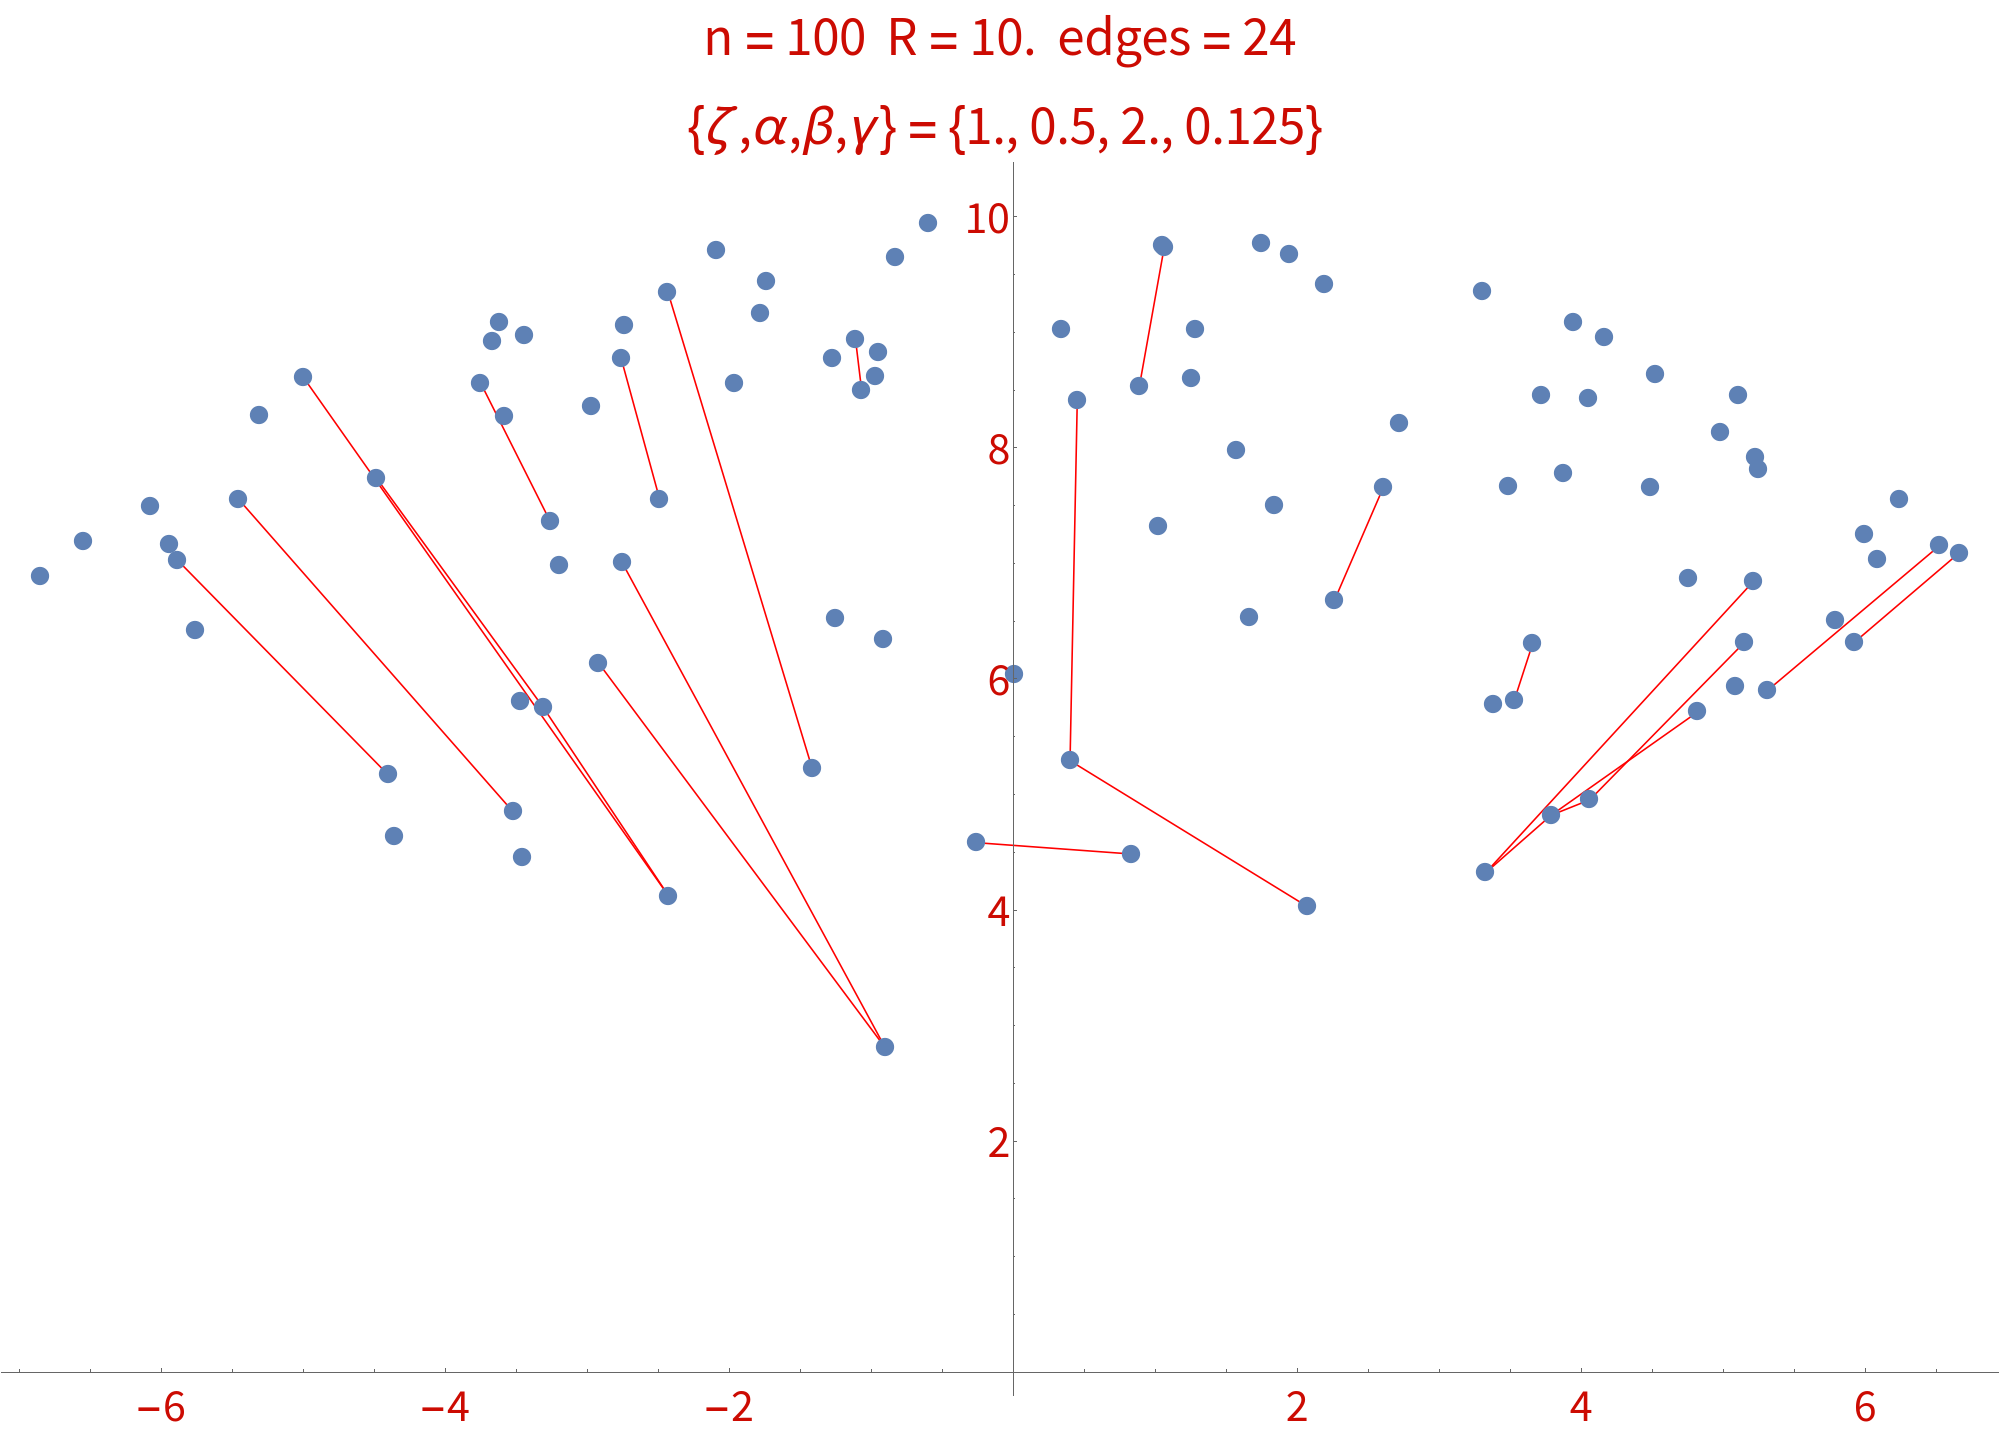 n = 100 R = 10. edges = 24
{ζ,α,β,γ} = {1., 0.5, 2., 0.125}
10
8
6
4
2
−6 −4 −2 2 4 6